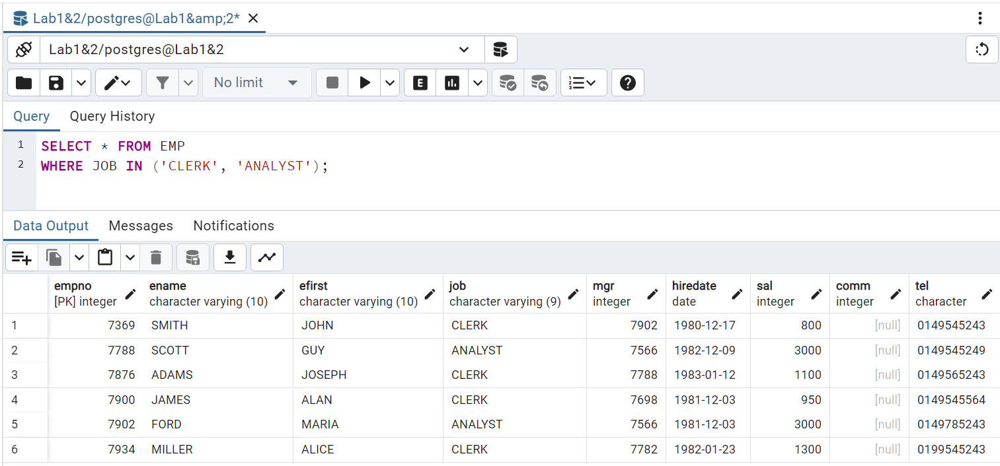 Lab1&2/postgres@Lab1&amp;2*
Lab1&2/postgres@Lab1&2
No limit
E
Query Query History
1 SELECT * FROM EMP
2 WHERE JOB IN ('CLERK', 'ANALYST');
Data Output Messages Notifications
empno ename efirst job mgr hiredate sal comm tel
[PK] integer character varying (10) character varying (10) character varying (9) integer date integer integer character
1 7369 SMITH JOHN CLERK 7902 1980-12-17 800 [null] 0149545243
2 7788 SCOTT GUY ANALYST 7566 1982-12-09 3000 [null] 0149545249
3 7876 ADAMS JOSEPH CLERK 7788 1983-01-12 1100 [null] 0149565243
4 7900 JAMES ALAN CLERK 7698 1981-12-03 950 [null] 0149545564
5 7902 FORD MARIA ANALYST 7566 1981-12-03 3000 [null] 0149785243
6 7934 MILLER ALICE CLERK 7782 1982-01-23 1300 [null] 0199545243